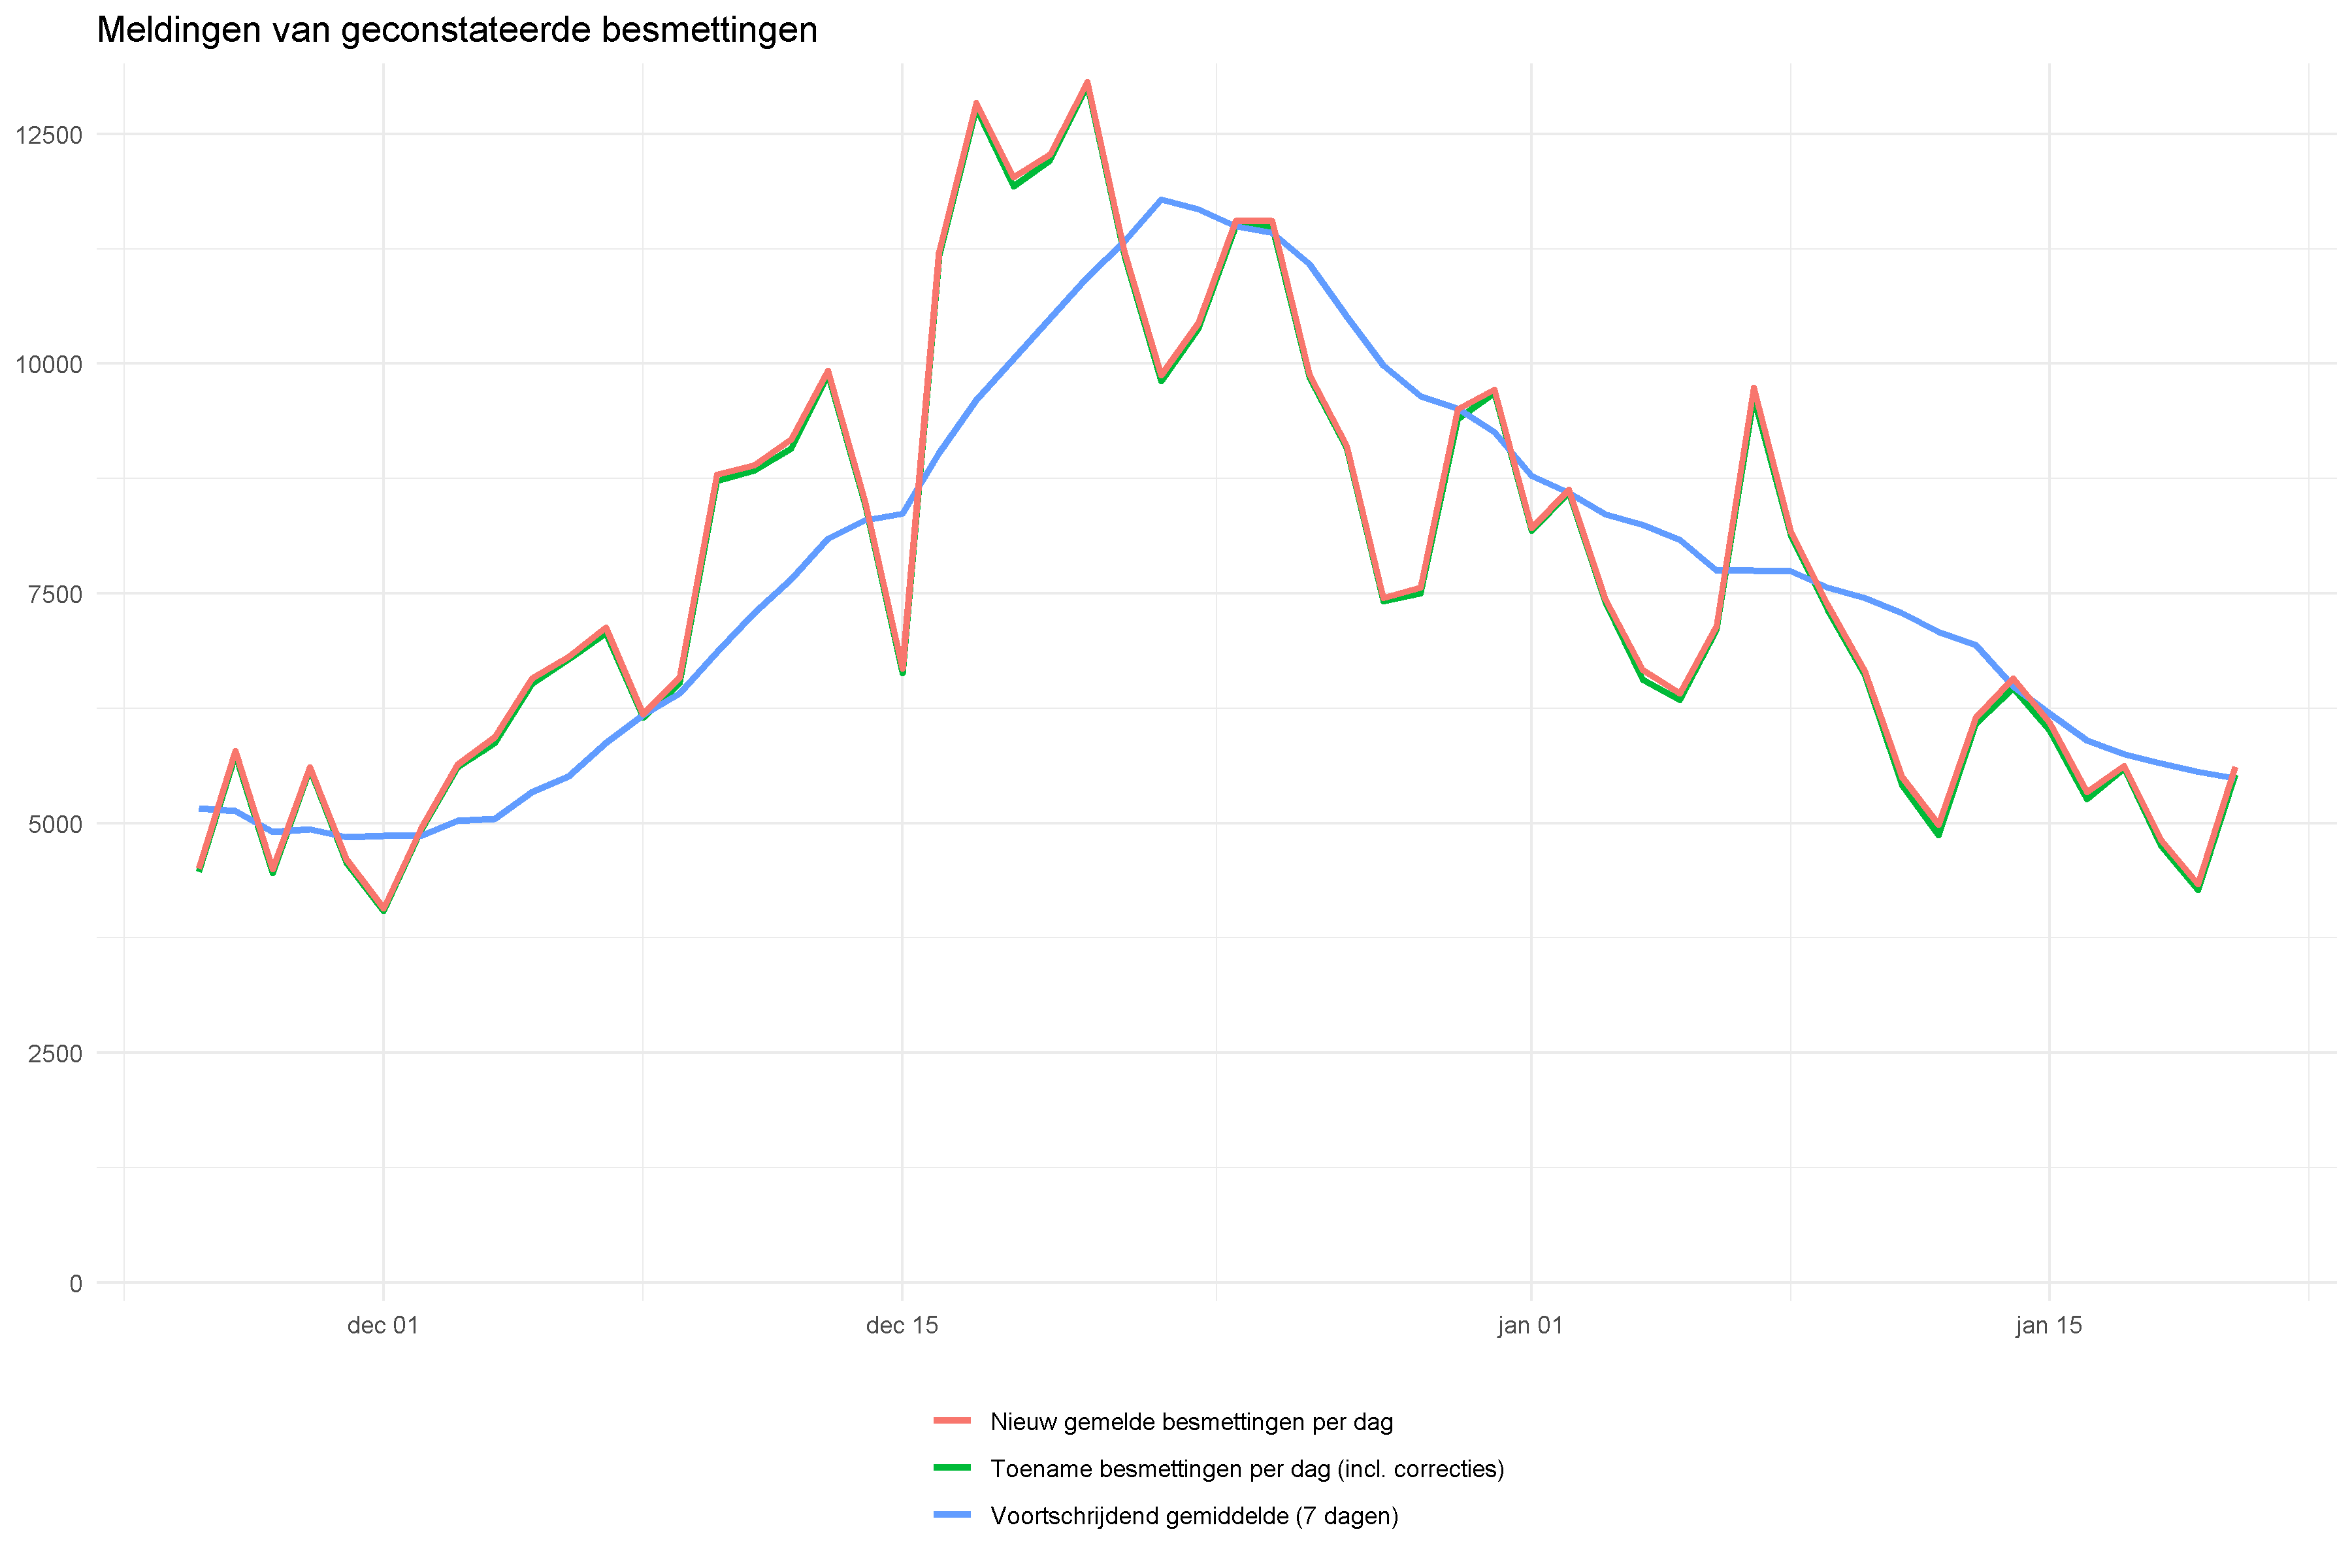 Meldingen van geconstateerde besmettingen
12500
10000
7500
5000
2500
0
dec 01
dec 15
jan 01
jan 15
Nieuw gemelde besmettingen per dag
Toename besmettingen per dag (incl. correcties)
Voortschrijdend gemiddelde (7 dagen)